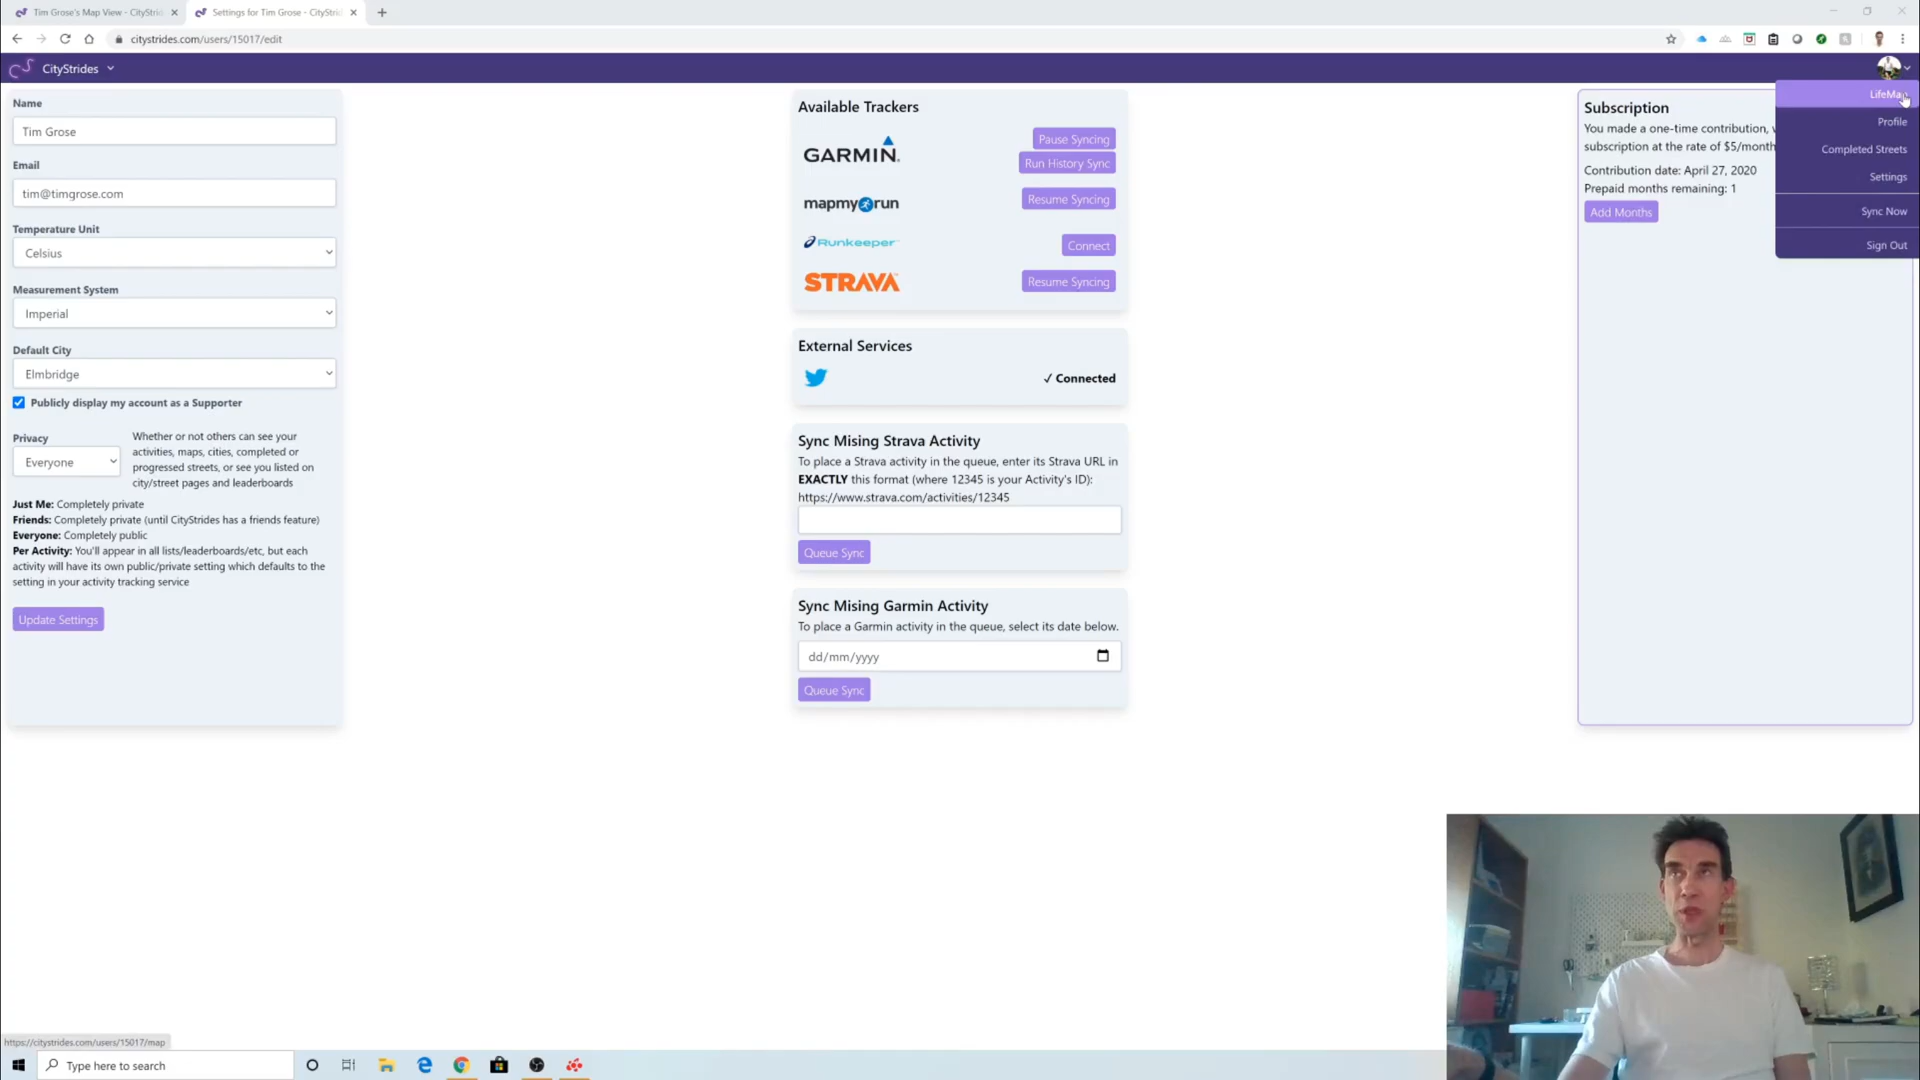 Tim Grose's Map View - CityStrid
Settings for Tim Grose - CityStrid
citystrides.com/users/15017/edit
CityStrides
Name
Tim Grose
Email
tim@timgrose.com
Temperature Unit
Celsius
Measurement System
Imperial
Default City
Elmbridge
Publicly display my account as a Supporter
Privacy
Everyone
Whether or not others can see your
activities, maps, cities, completed or
progressed streets, or see you listed on
city/street pages and leaderboards
Just Me: Completely private
Friends: Completely private (until CityStrides has a friends feature)
Everyone: Completely public
Per Activity: You'll appear in all lists/leaderboards/etc, but each
activity will have its own public/private setting which defaults to the
setting in your activity tracking service
Update Settings
Available Trackers
GARMIN
Pause Syncing
Run History Sync
mapmyrun
Resume Syncing
Runkeeper
Connect
STRAVA
Resume Syncing
External Services
✓ Connected
Sync Mising Strava Activity
To place a Strava activity in the queue, enter its Strava URL in
EXACTLY this format (where 12345 is your Activity's ID):
https://www.strava.com/activities/12345
Queue Sync
Sync Mising Garmin Activity
To place a Garmin activity in the queue, select its date below.
dd/mm/yyyy
Queue Sync
Subscription
You made a one-time contribution,
subscription at the rate of $5/month
Contribution date: April 27, 2020
Prepaid months remaining: 1
Add Months
LifeMap
Profile
Completed Streets
Settings
Sync Now
Sign Out
https://citystrides.com/users/15017/map
Type here to search